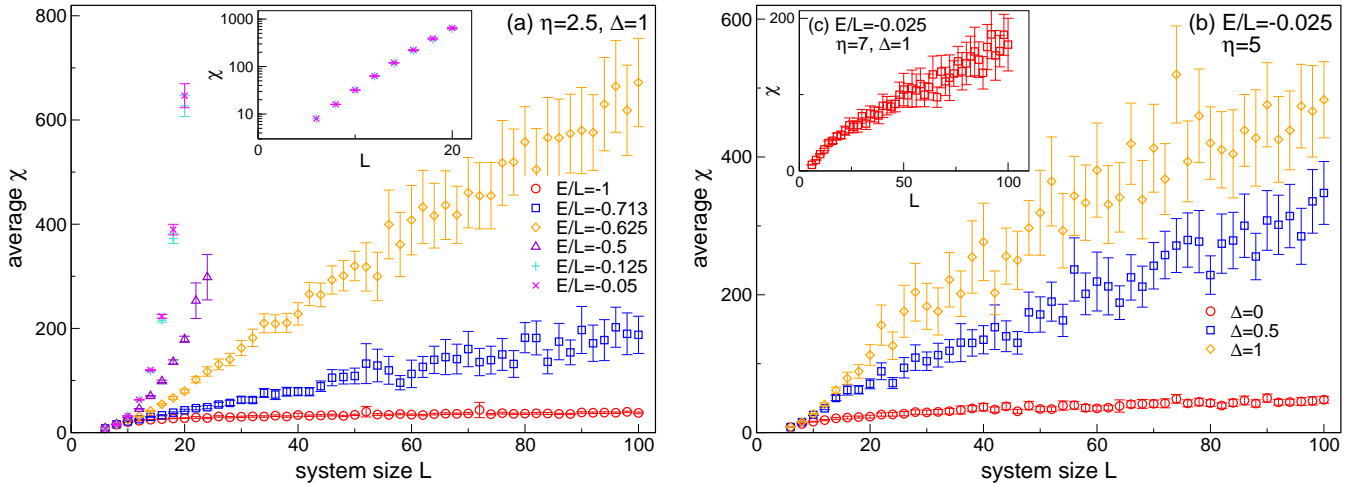 (a) η=2.5, Δ=1
1000
100
10
χ
0
20
L
800
600
400
200
0
average χ
E/L=-1
E/L=-0.713
E/L=-0.625
E/L=-0.5
E/L=-0.125
E/L=-0.05
0
20
40
60
80
100
system size L
(b) E/L=-0.025
η=5
(c) E/L=-0.025
η=7, Δ=1
200
0
χ
0
50
100
L
600
400
200
0
average χ
Δ=0
Δ=0.5
Δ=1
0
20
40
60
80
100
system size L